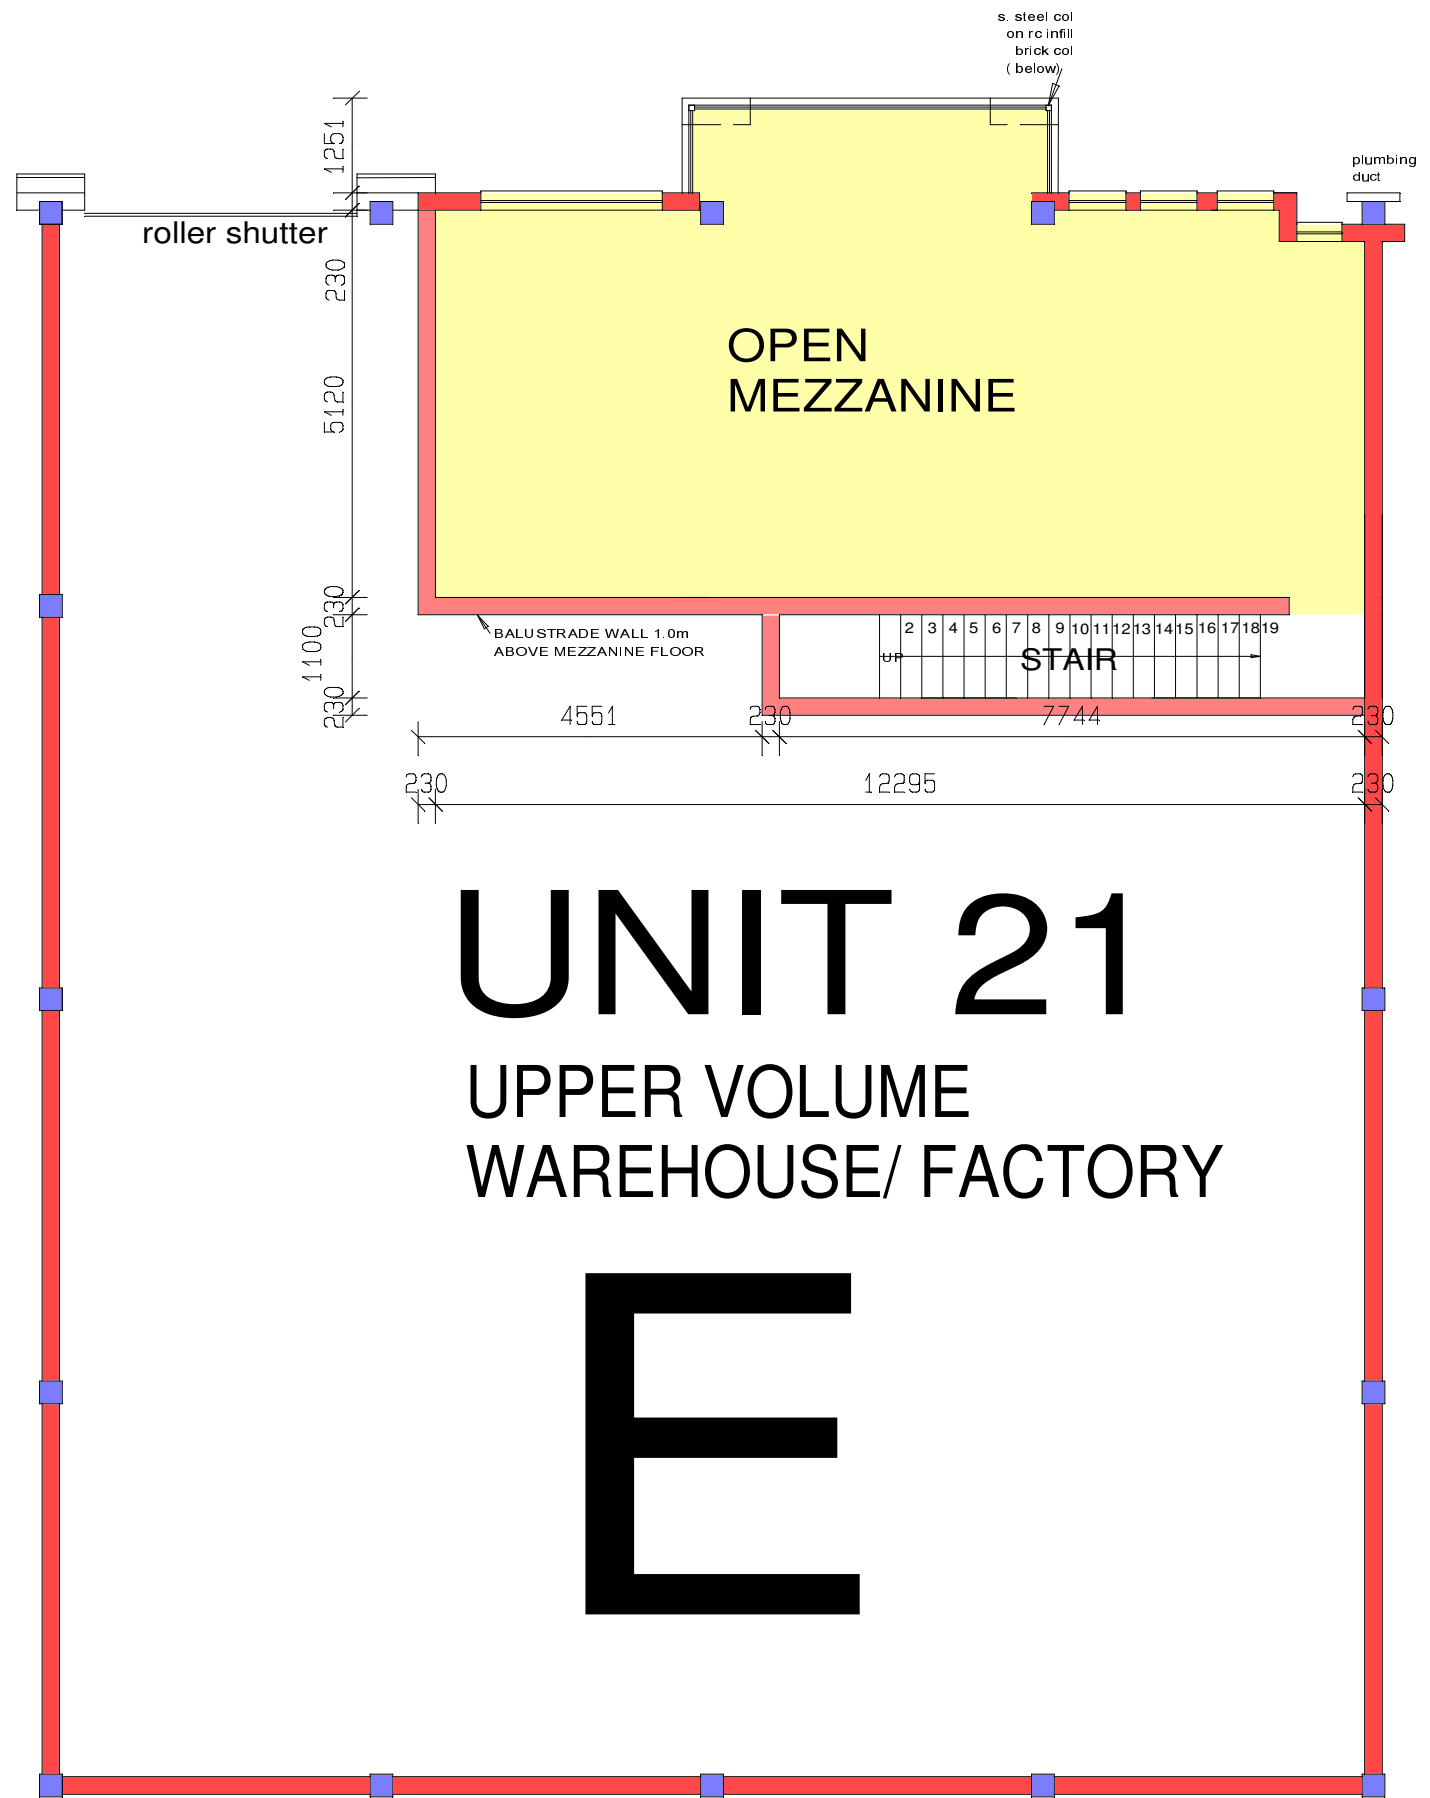 s. steel col
on rc infill
brick col
( below)
plumbing
duct
1251
roller shutter
230
OPEN
MEZZANINE
5120
230
1100
230
BALUSTRADE WALL 1.0m
ABOVE MEZZANINE FLOOR
2 3 4 5 6 7 8 9 10 11 12 13 14 15 16 17 18 19
UP
STAIR
4551 230 7744 230
230 12295 230
UNIT 21
UPPER VOLUME
WAREHOUSE/ FACTORY
E